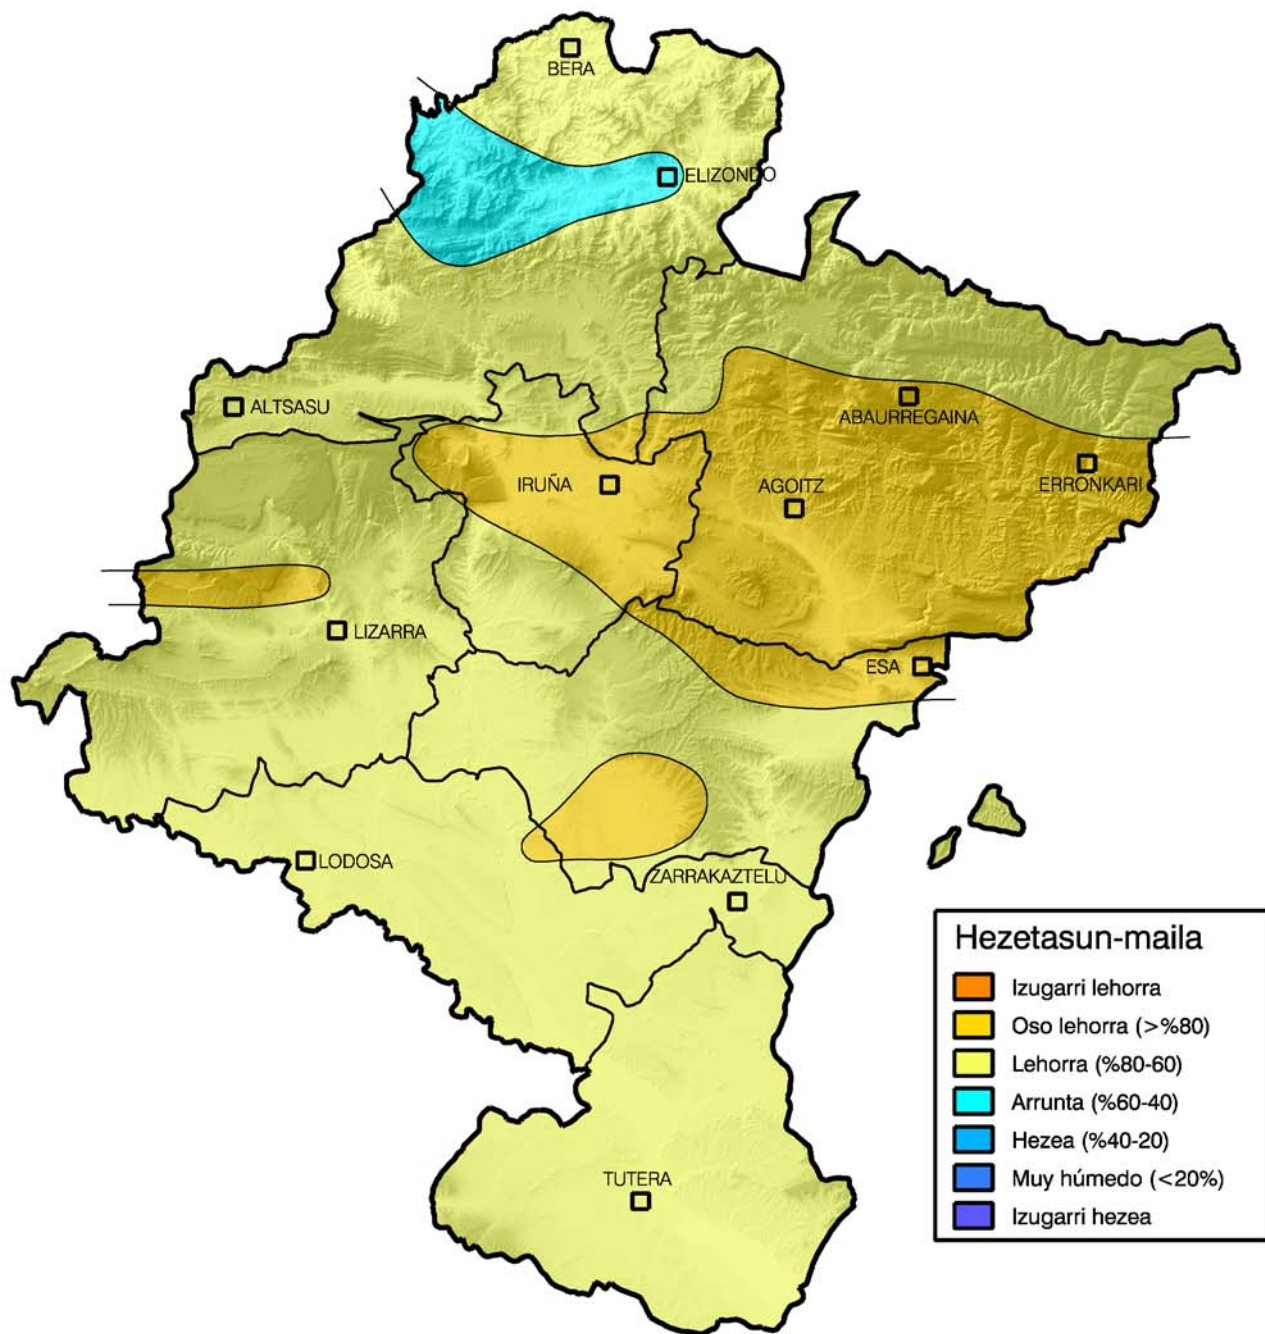 BERA
ELIZONDO
ALTSASU
ABAURREGAINA
IRUÑA
AGOITZ
ERRONKARI
LIZARRA
ESA
LODOSA
ZARRAKAZTELU
TUTERA
Hezetasun-maila
Izugarri lehorra
Oso lehorra (>%80)
Lehorra (%80-60)
Arrunta (%60-40)
Hezea (%40-20)
Muy húmedo (<20%)
Izugarri hezea